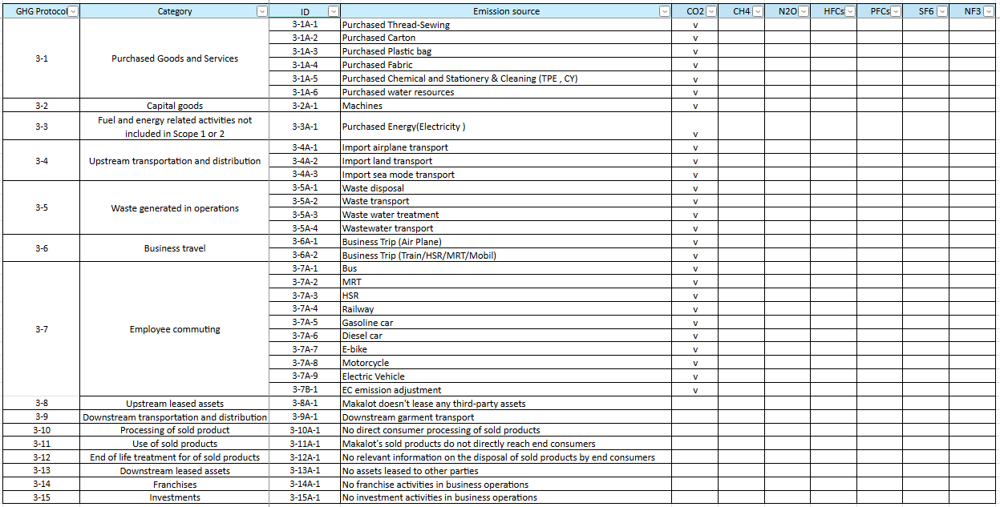 GHG Protocol Category ID Emission source CO2 CH4 N2O HFCs PFCs SF6 NF3
3-1 Purchased Goods and Services 3-1A-1 Purchased Thread-Sewing v
3-1A-2 Purchased Carton v
3-1A-3 Purchased Plastic bag v
3-1A-4 Purchased Fabric v
3-1A-5 Purchased Chemical and Stationery & Cleaning (TPE , CY) v
3-1A-6 Purchased water resources v
3-2 Capital goods 3-2A-1 Machines v
3-3 Fuel and energy related activities not
included in Scope 1 or 2 3-3A-1 Purchased Energy(Electricity ) v
3-4 Upstream transportation and distribution 3-4A-1 Import airplane transport v
3-4A-2 Import land transport v
3-4A-3 Import sea mode transport v
3-5 Waste generated in operations 3-5A-1 Waste disposal v
3-5A-2 Waste transport v
3-5A-3 Waste water treatment v
3-5A-4 Wastewater transport v
3-6 Business travel 3-6A-1 Business Trip (Air Plane) v
3-6A-2 Business Trip (Train/HSR/MRT/Mobil) v
3-7 Employee commuting 3-7A-1 Bus v
3-7A-2 MRT v
3-7A-3 HSR v
3-7A-4 Railway v
3-7A-5 Gasoline car v
3-7A-6 Diesel car v
3-7A-7 E-bike v
3-7A-8 Motorcycle v
3-7A-9 Electric Vehicle v
3-7B-1 EC emission adjustment v
3-8 Upstream leased assets 3-8A-1 Makalot doesn't lease any third-party assets
3-9 Downstream transportation and distribution 3-9A-1 Downstream garment transport
3-10 Processing of sold product 3-10A-1 No direct consumer processing of sold products
3-11 Use of sold products 3-11A-1 Makalot's sold products do not directly reach end consumers
3-12 End of life treatment for of sold products 3-12A-1 No relevant information on the disposal of sold products by end consumers
3-13 Downstream leased assets 3-13A-1 No assets leased to other parties
3-14 Franchises 3-14A-1 No franchise activities in business operations
3-15 Investments 3-15A-1 No investment activities in business operations